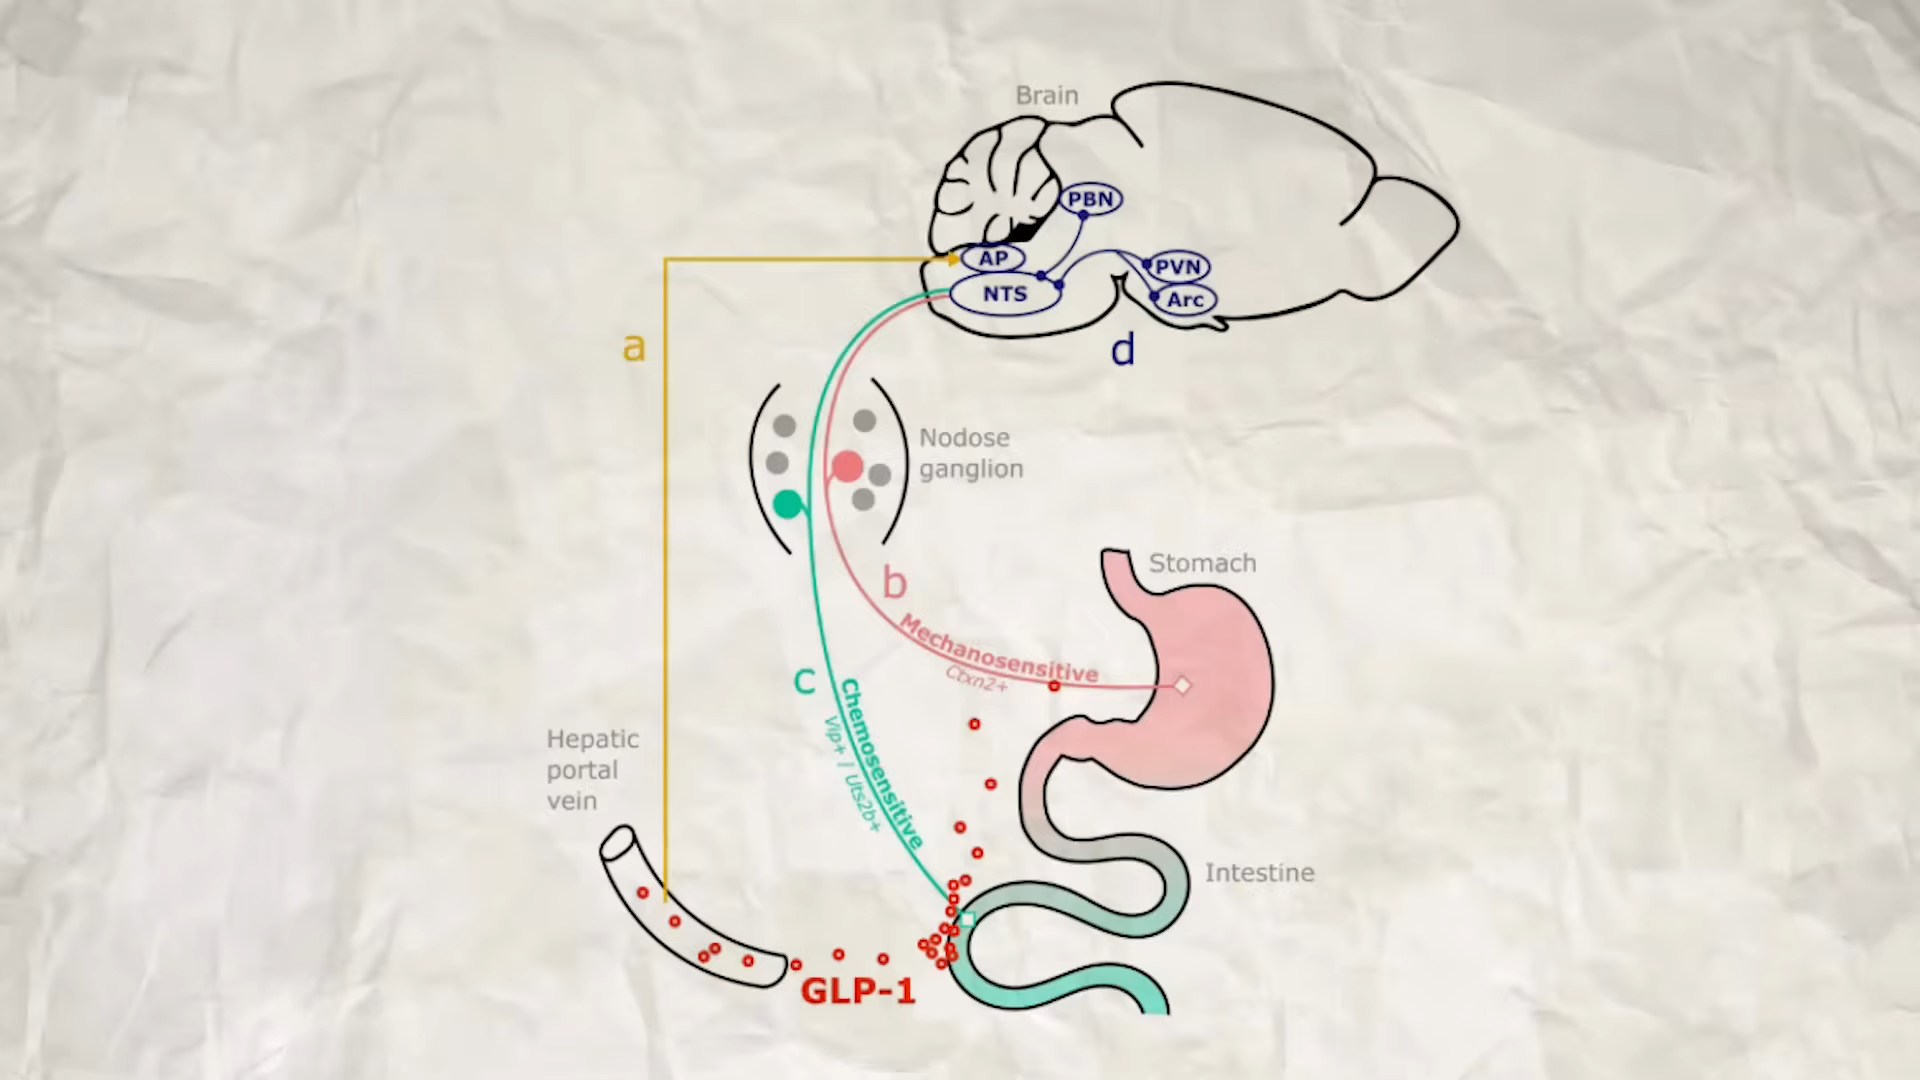 Brain
PBN
AP
PVN
NTS
Arc
a
d
Nodose
ganglion
Stomach
b
Mechanosensitive
Ctxn2+
c
Chemosensitive
Vip+ / Uts2b+
Hepatic
portal
vein
Intestine
GLP-1